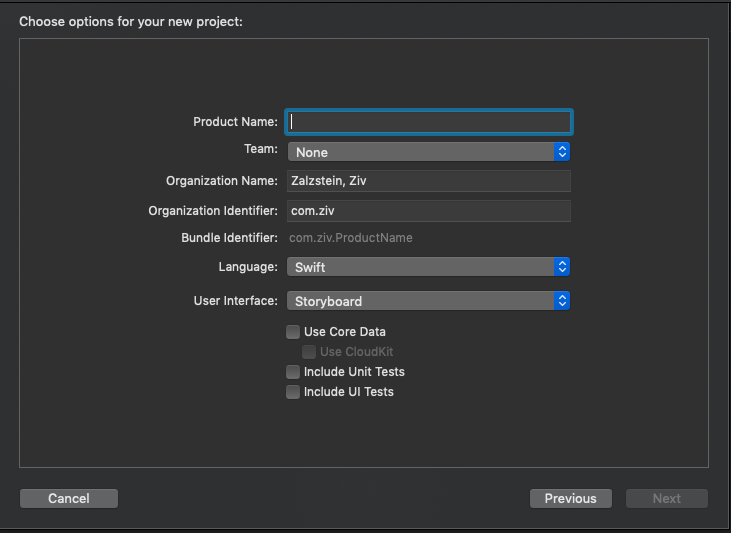 Choose options for your new project:
Product Name:
Team: None
Organization Name: Zalzstein, Ziv
Organization Identifier: com.ziv
Bundle Identifier: com.ziv.ProductName
Language: Swift
User Interface: Storyboard
Use Core Data
Use CloudKit
Include Unit Tests
Include UI Tests
Cancel Previous Next